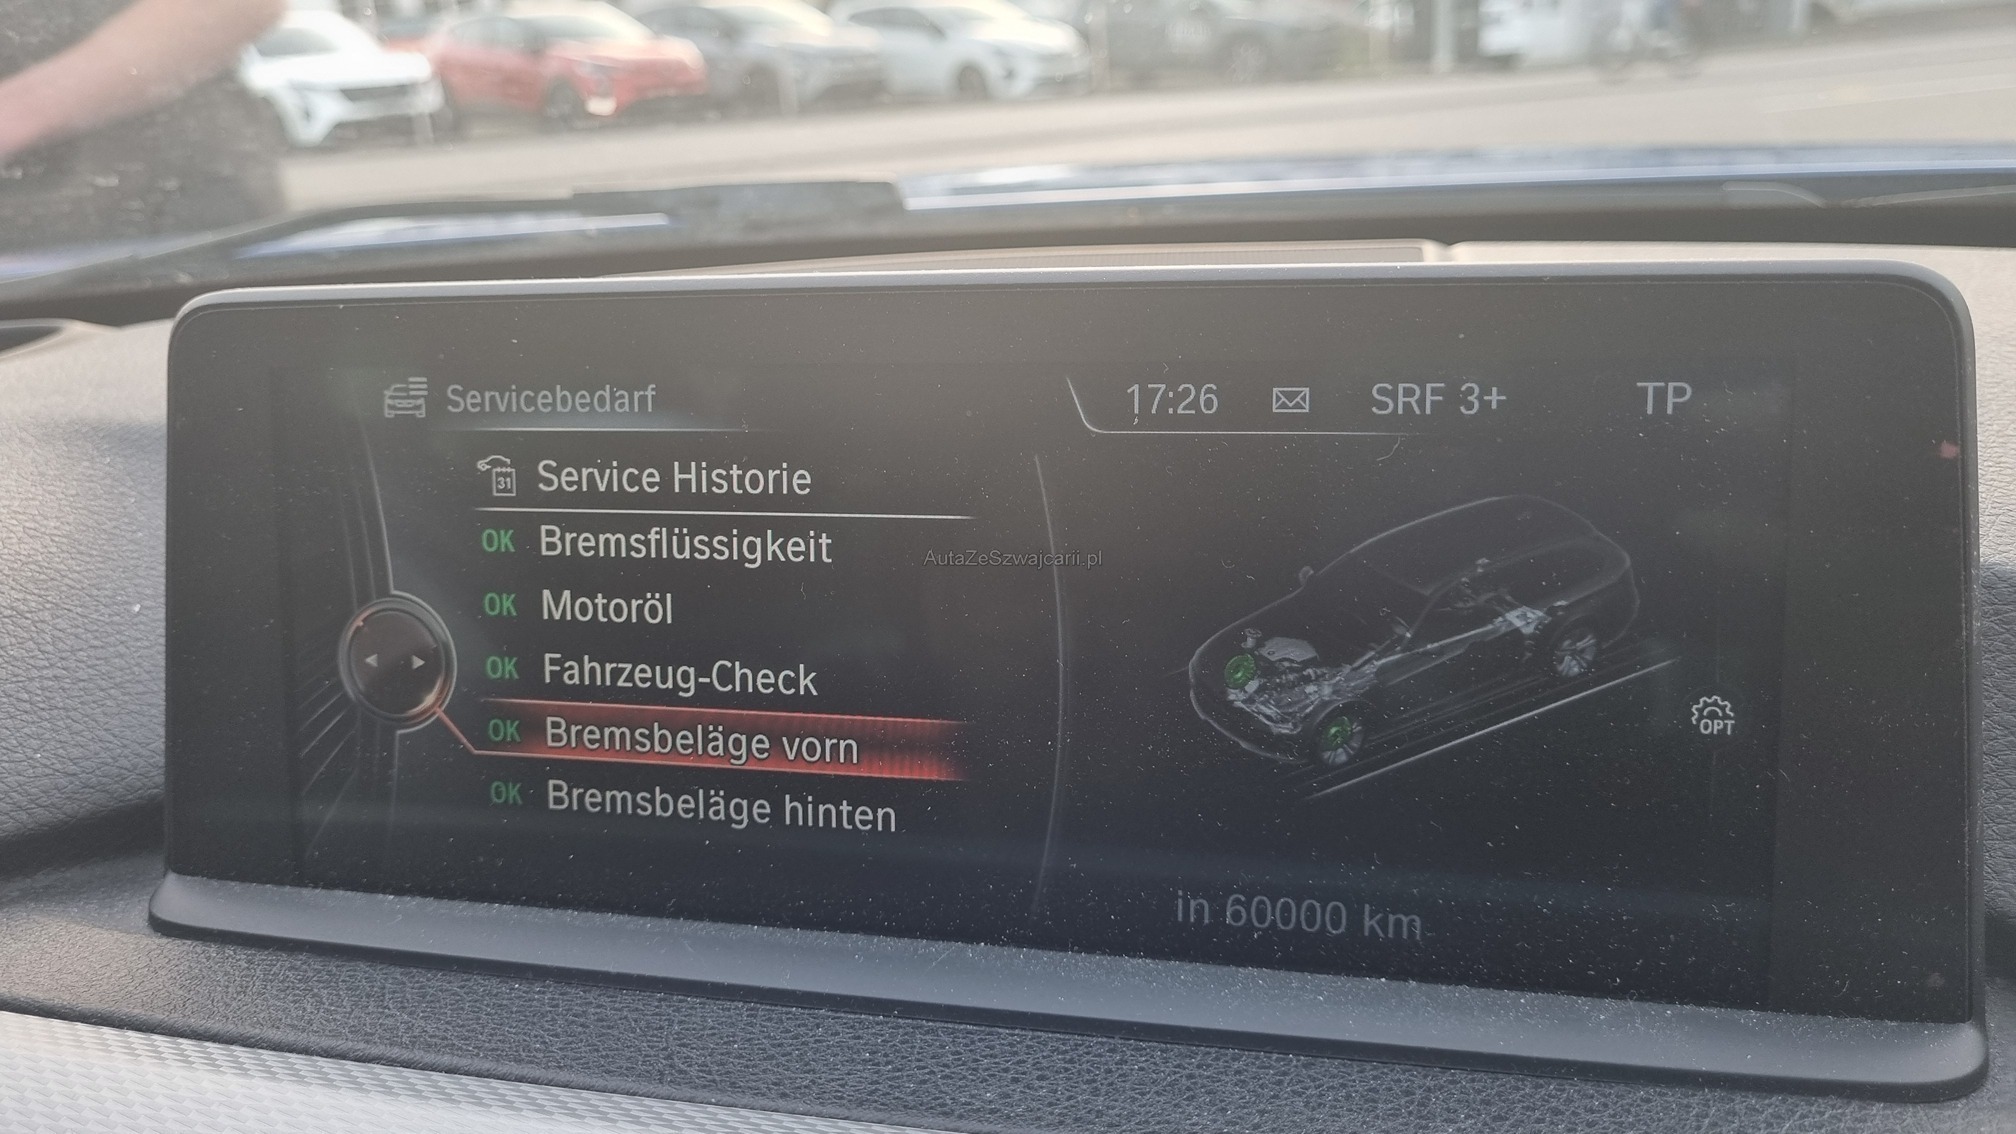 Servicebedarf
17:26 SRF 3+ TP
31 Service Historie
OK Bremsflüssigkeit
AutaZeSzwajcarii.pl
OK Motoröl
OK Fahrzeug-Check
OK Bremsbeläge vorn
OPT
OK Bremsbeläge hinten
in 60000 km